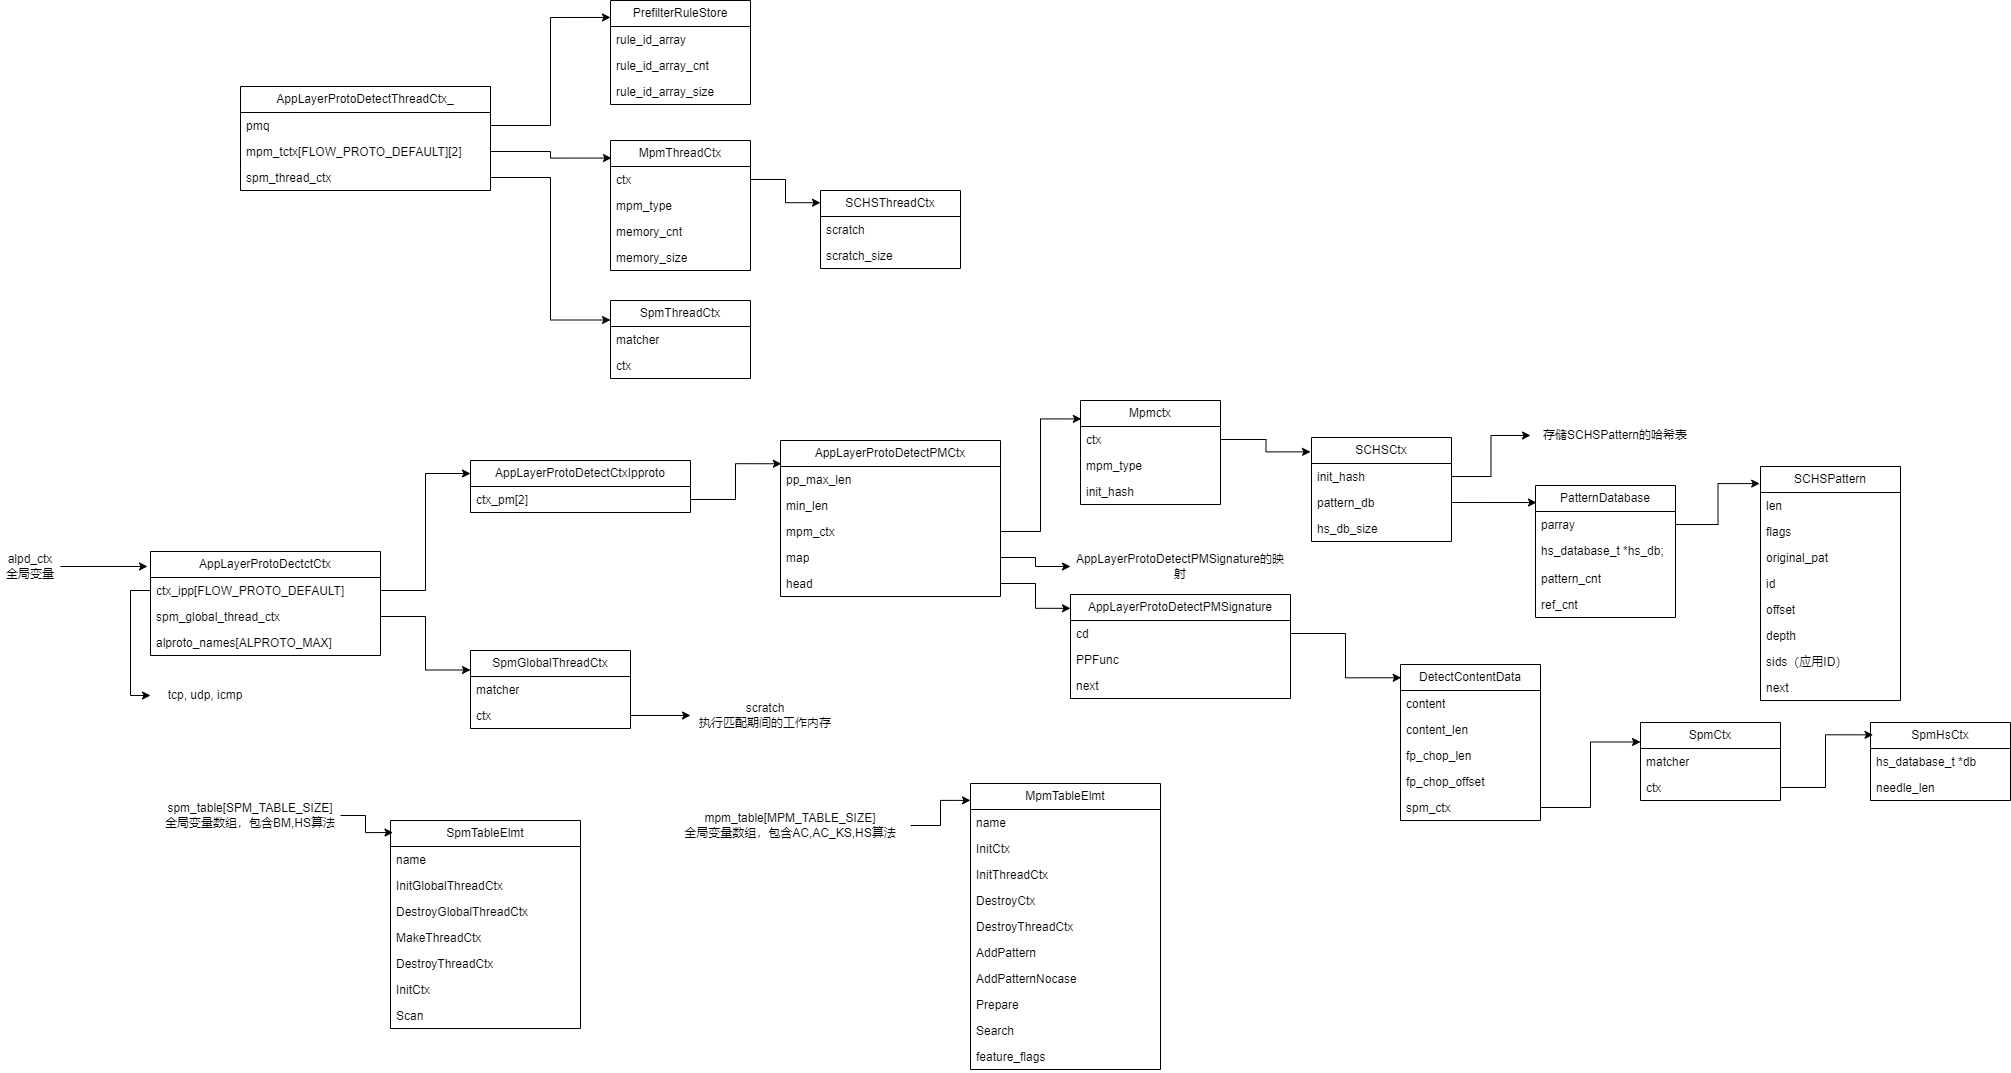 PrefilterRuleStore
rule_id_array
rule_id_array_cnt
rule_id_array_size
AppLayerProtoDetectThreadCtx_
pmq
mpm_tctx[FLOW_PROTO_DEFAULT][2]
spm_thread_ctx
MpmThreadCtx
ctx
mpm_type
memory_cnt
memory_size
SCHSThreadCtx
scratch
scratch_size
SpmThreadCtx
matcher
ctx
alpd_ctx
全局变量
AppLayerProtoDectctCtx
ctx_ipp[FLOW_PROTO_DEFAULT]
spm_global_thread_ctx
alproto_names[ALPROTO_MAX]
tcp, udp, icmp
AppLayerProtoDetectCtxIpproto
ctx_pm[2]
SpmGlobalThreadCtx
matcher
ctx
scratch
执行匹配期间的工作内存
AppLayerProtoDetectPMCtx
pp_max_len
min_len
mpm_ctx
map
head
Mpmctx
ctx
mpm_type
init_hash
AppLayerProtoDetectPMSignature的映
射
AppLayerProtoDetectPMSignature
cd
PPFunc
next
SCHSCtx
init_hash
pattern_db
hs_db_size
存储SCHSPattern的哈希表
PatternDatabase
parray
hs_database_t *hs_db;
pattern_cnt
ref_cnt
SCHSPattern
len
flags
original_pat
id
offset
depth
sids（应用ID）
next
DetectContentData
content
content_len
fp_chop_len
fp_chop_offset
spm_ctx
SpmCtx
matcher
ctx
SpmHsCtx
hs_database_t *db
needle_len
spm_table[SPM_TABLE_SIZE]
全局变量数组，包含BM,HS算法
SpmTableElmt
name
InitGlobalThreadCtx
DestroyGlobalThreadCtx
MakeThreadCtx
DestroyThreadCtx
InitCtx
Scan
mpm_table[MPM_TABLE_SIZE]
全局变量数组，包含AC,AC_KS,HS算法
MpmTableElmt
name
InitCtx
InitThreadCtx
DestroyCtx
DestroyThreadCtx
AddPattern
AddPatternNocase
Prepare
Search
feature_flags